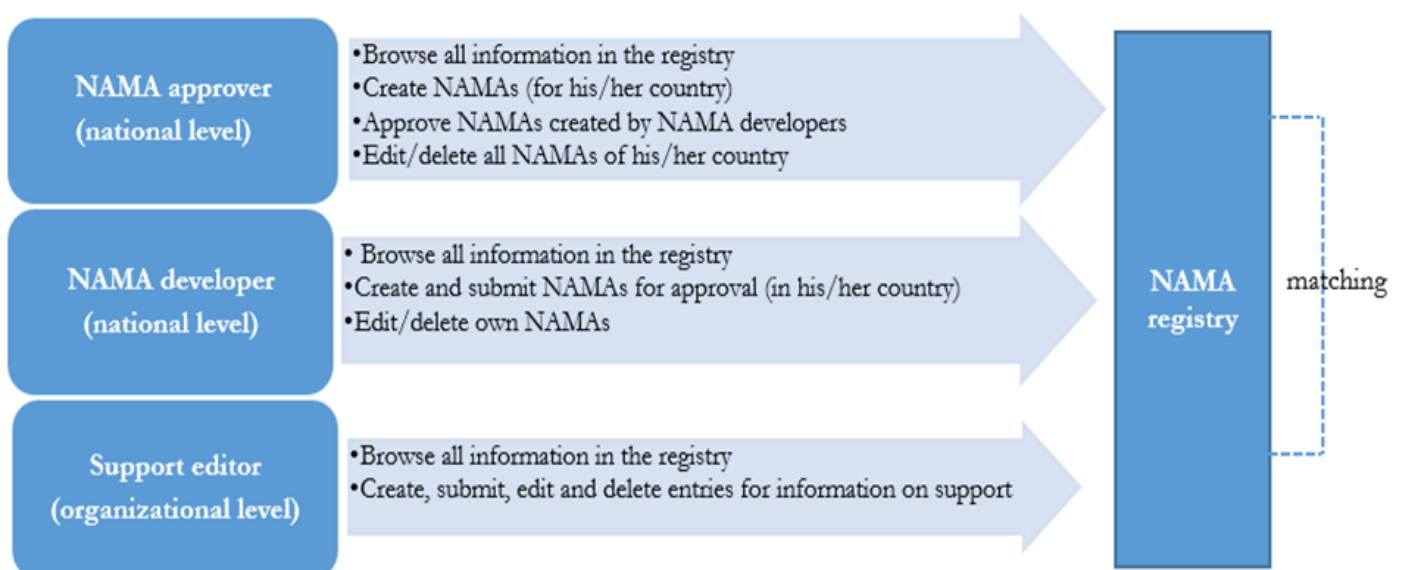 NAMA approver
(national level)
•Browse all information in the registry
•Create NAMAs (for his/her country)
•Approve NAMAs created by NAMA developers
•Edit/delete all NAMAs of his/her country
NAMA developer
(national level)
• Browse all information in the registry
•Create and submit NAMAs for approval (in his/her country)
•Edit/delete own NAMAs
Support editor
(organizational level)
•Browse all information in the registry
•Create, submit, edit and delete entries for information on support
NAMA
registry
matching